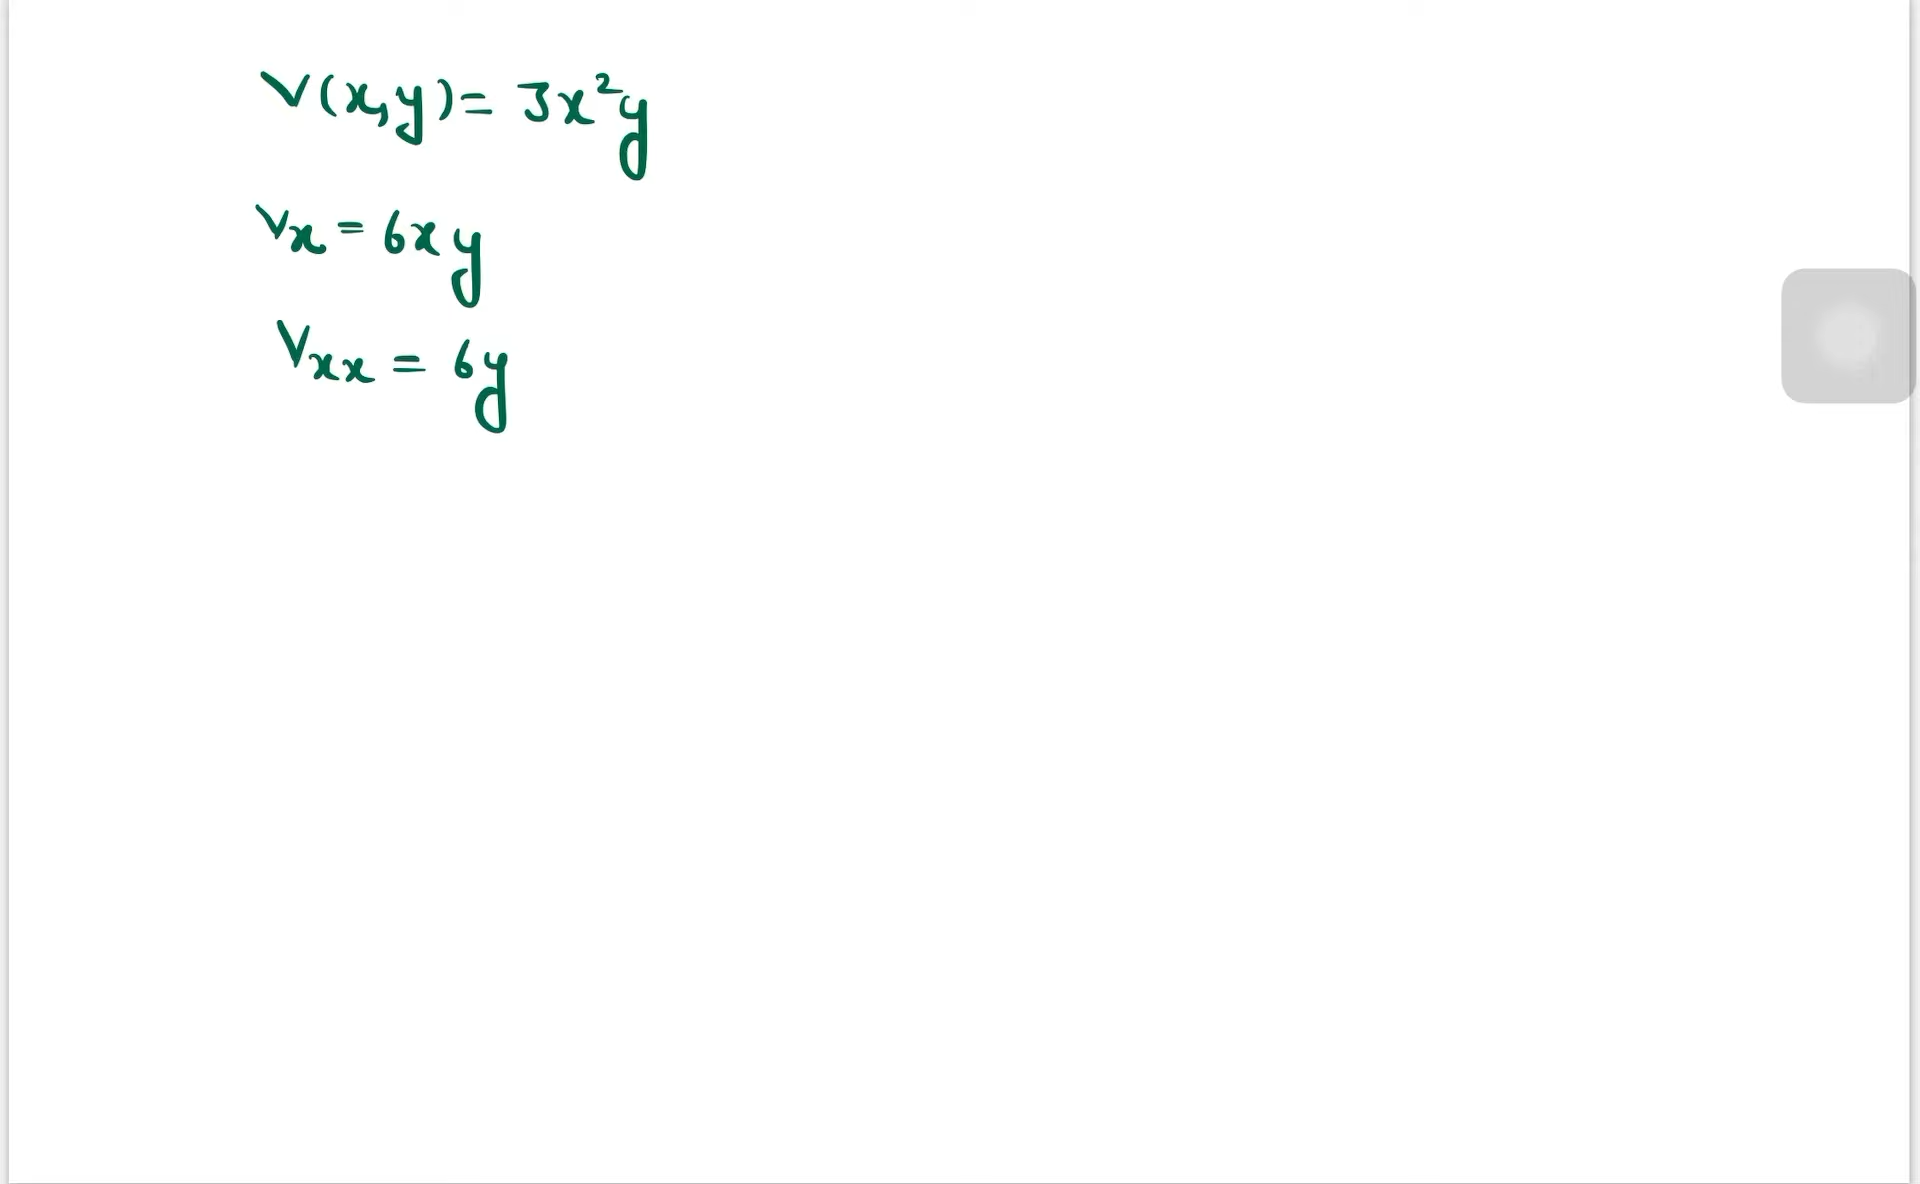 V(x,y) = 3x²y
Vx = 6xy
Vxx = 6y